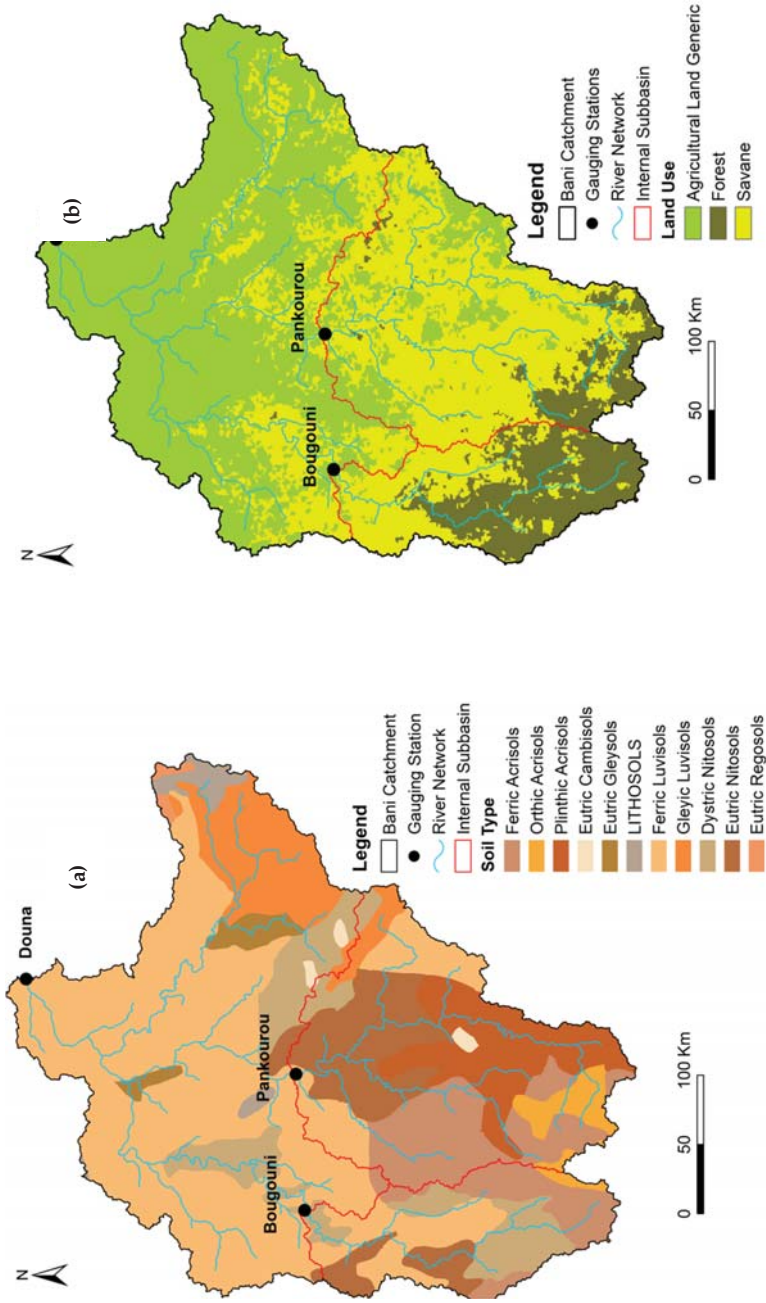 (a)
N
Douna
Bougouni
Pankourou
0 50 100 Km
Legend
Bani Catchment
Gauging Station
River Network
Internal Subbasin
Soil Type
Ferric Acrisols
Orthic Acrisols
Plinthic Acrisols
Eutric Cambisols
Eutric Gleysols
LITHOSOLS
Ferric Luvisols
Gleyic Luvisols
Dystric Nitosols
Eutric Nitosols
Eutric Regosols
(b)
N
Bougouni
Pankourou
0 50 100 Km
Legend
Bani Catchment
Gauging Stations
River Network
Internal Subbasin
Land Use
Agricultural Land Generic
Forest
Savane